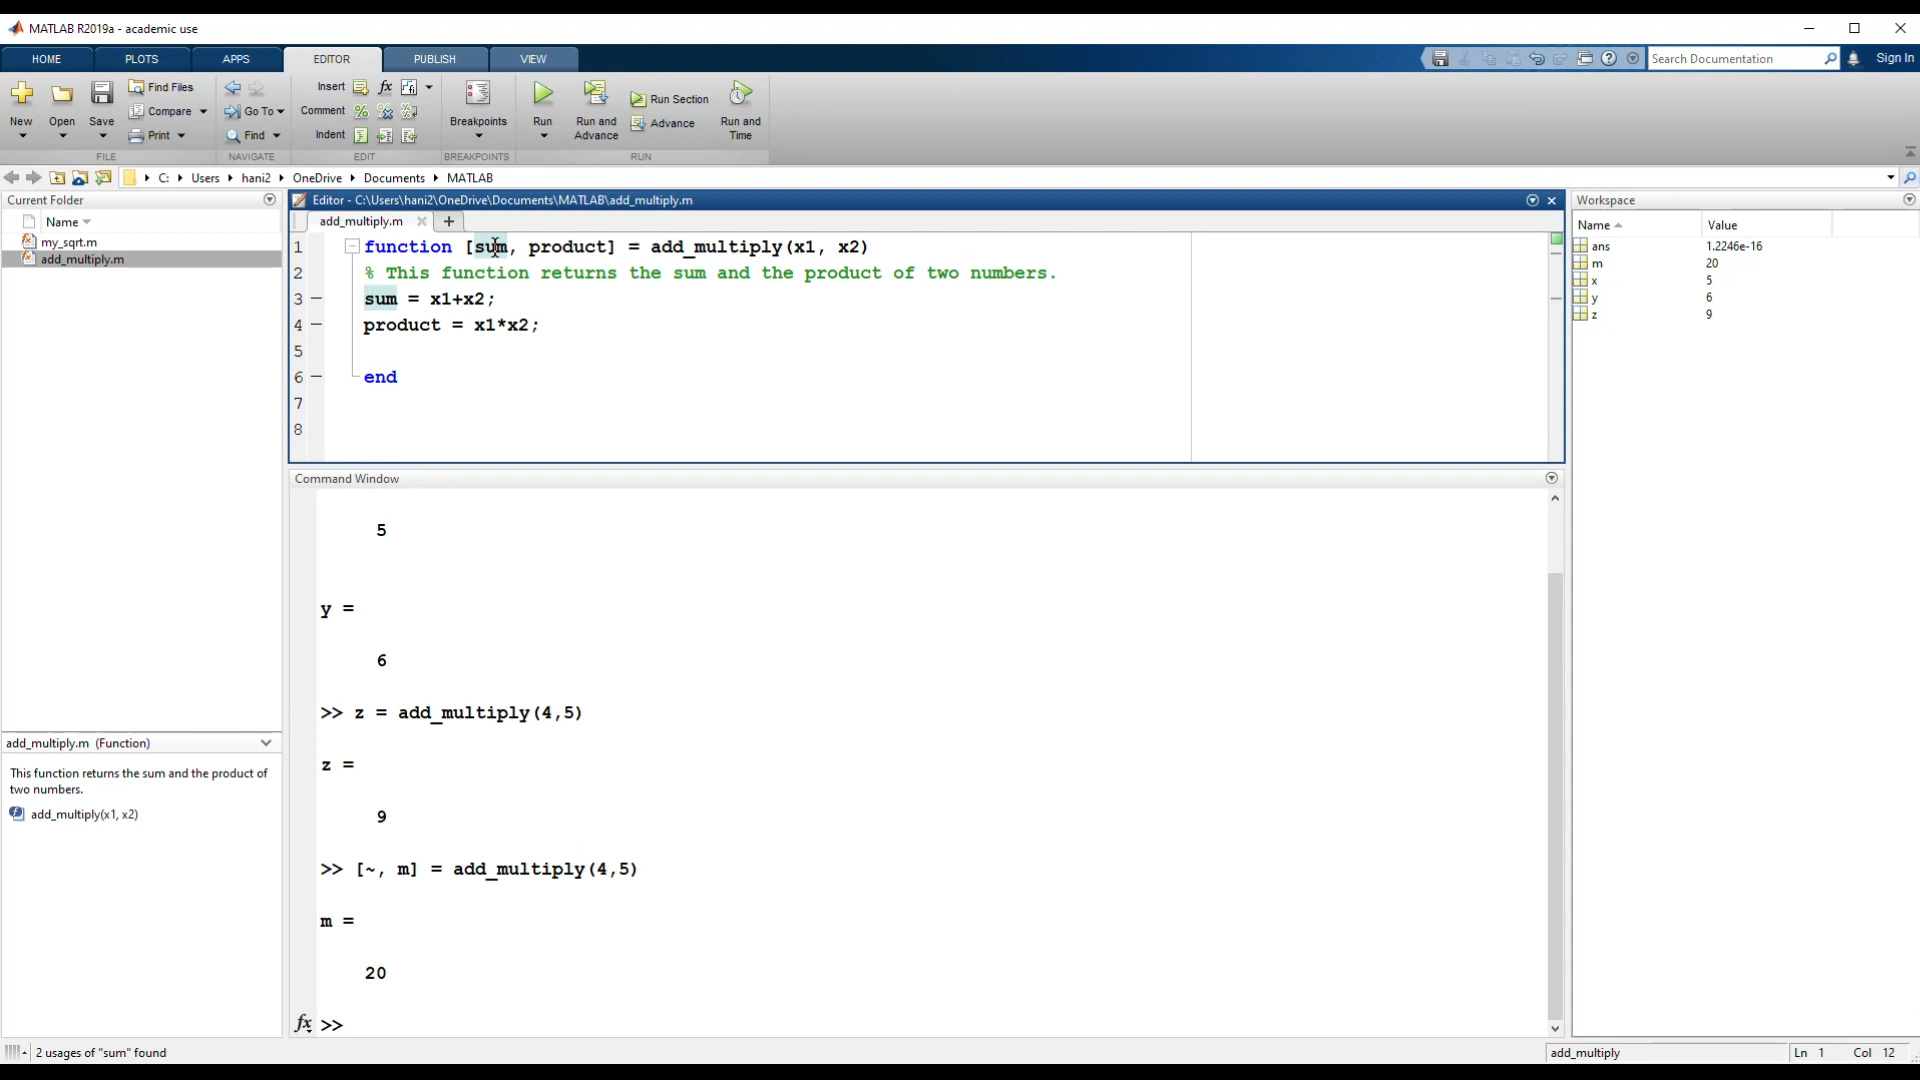 MATLAB R2019a - academic use
HOME PLOTS APPS EDITOR PUBLISH VIEW
Search Documentation
Sign In
New
Open
Save
Find Files
Compare
Print
FILE
Go To
Find
NAVIGATE
Insert
Comment
Indent
EDIT
Breakpoints
BREAKPOINTS
Run
Run and Advance
Run Section
Advance
Run and Time
RUN
C: Users hani2 OneDrive Documents MATLAB
Current Folder
Name
my_sqrt.m
add_multiply.m
add_multiply.m (Function)
This function returns the sum and the product of
two numbers.
add_multiply(x1, x2)
Editor - C:\Users\hani2\OneDrive\Documents\MATLAB\add_multiply.m
add_multiply.m
1 function [sum, product] = add_multiply(x1, x2)
2 % This function returns the sum and the product of two numbers.
3 sum = x1+x2;
4 product = x1*x2;
5
6 end
7
8
Command Window
5
y =
6
>> z = add_multiply(4,5)
z =
9
>> [~, m] = add_multiply(4,5)
m =
20
fx >>
Workspace
Name Value
ans 1.2246e-16
m 20
x 5
y 6
z 9
2 usages of "sum" found
add_multiply
Ln 1 Col 12